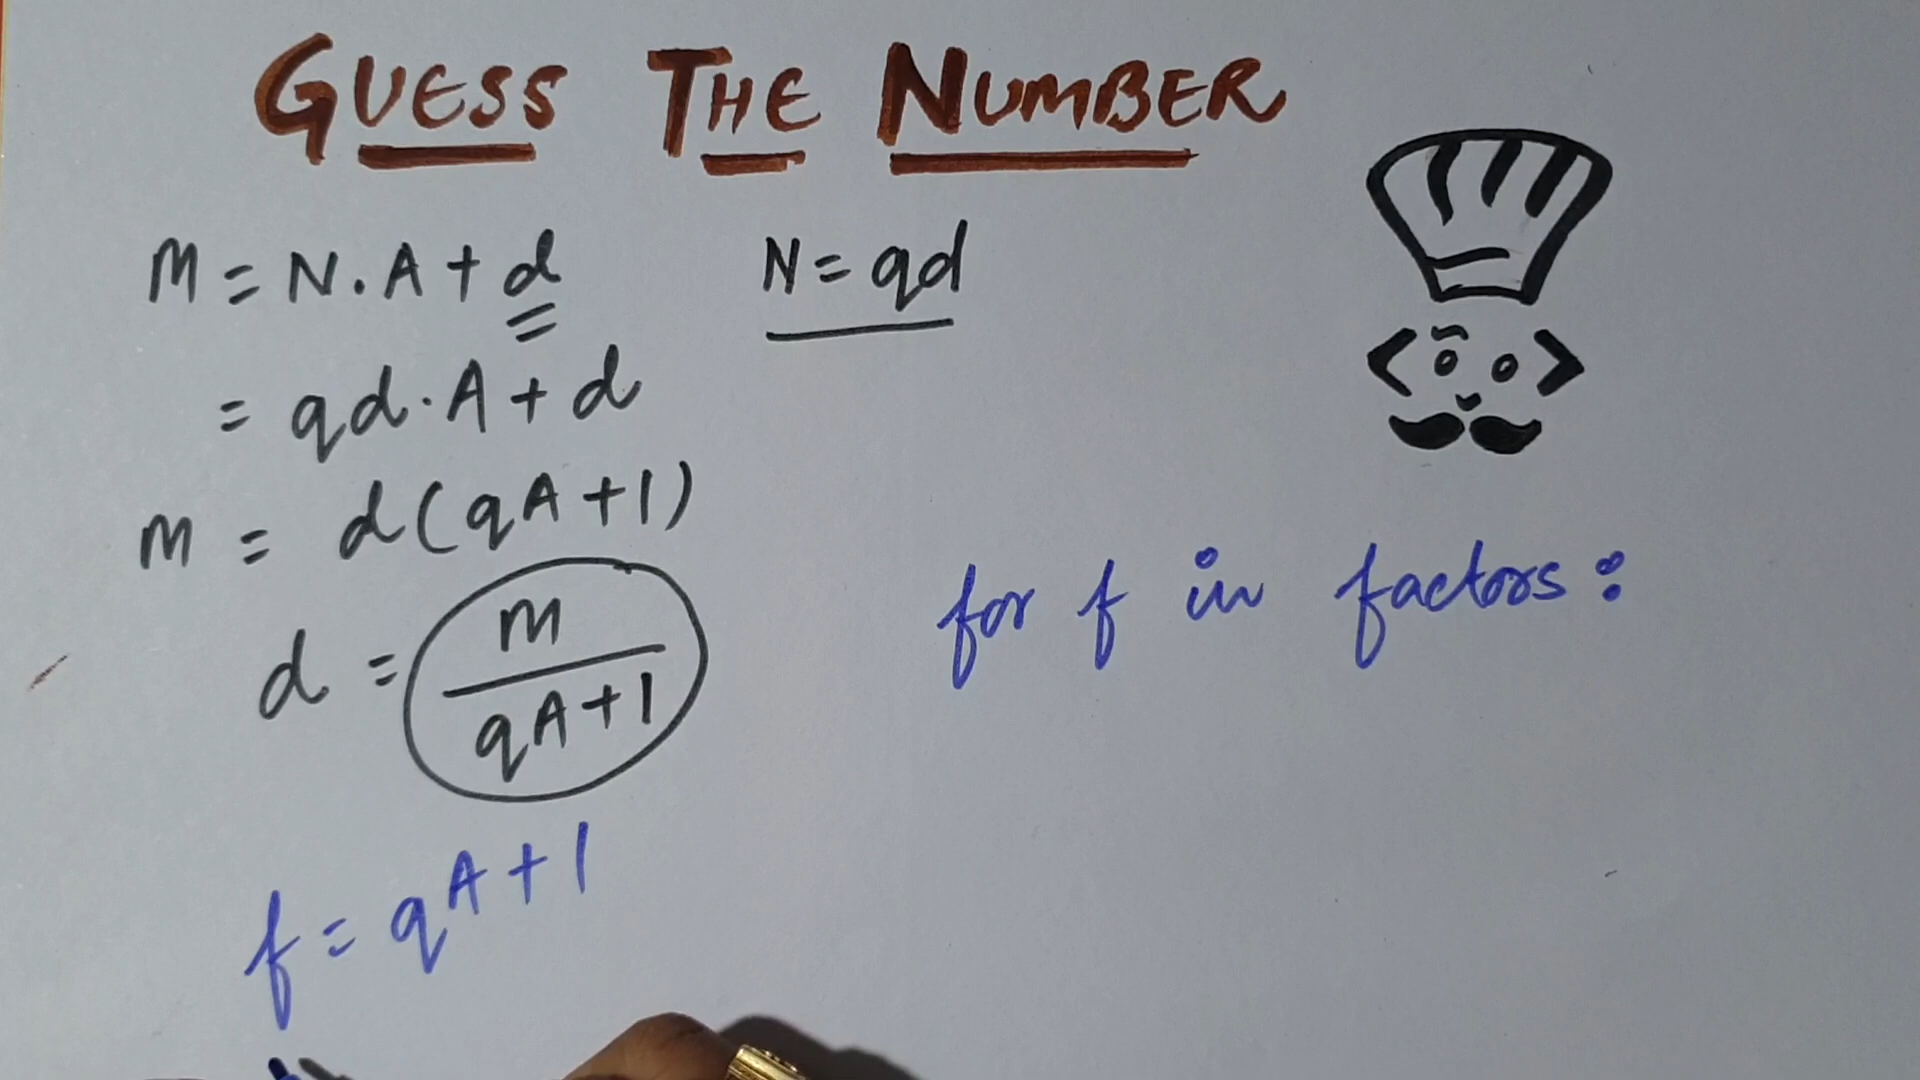 GUESS THE NUMBER
M = N.A + d
N = qd
= qd.A + d
M = d(qA+1)
d = M / qA+1
for f in factors:
f = qA+1